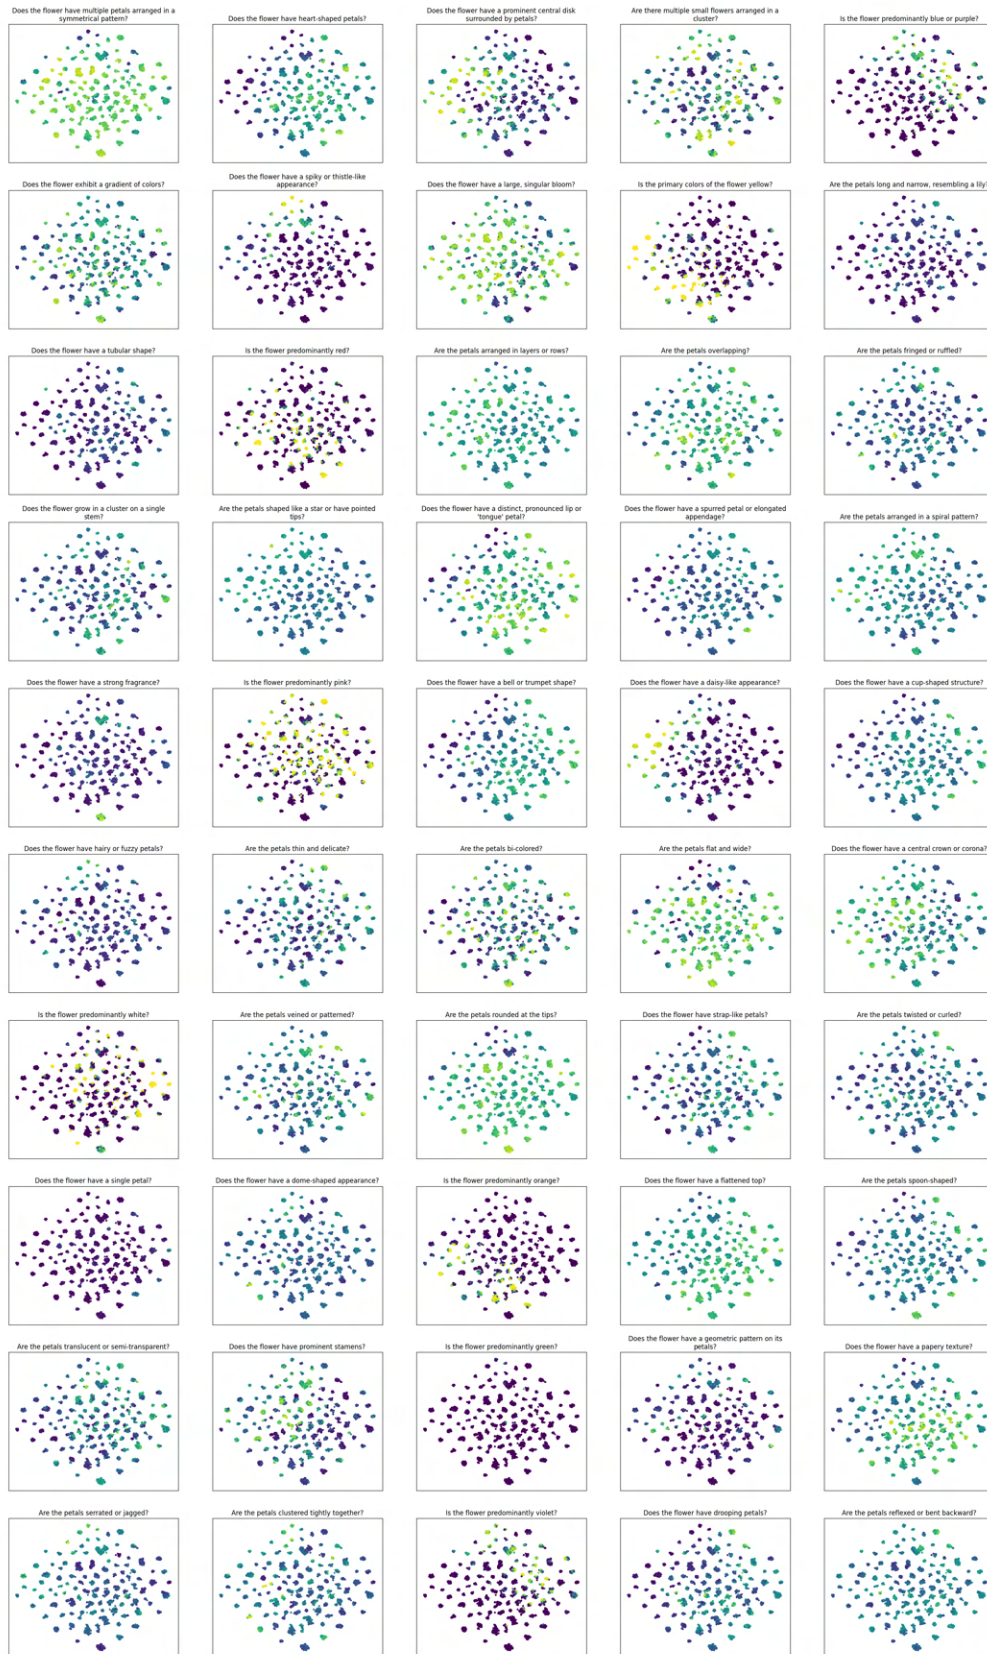 Does the flower have multiple petals arranged in a
symmetrical pattern?
Does the flower have heart-shaped petals?
Does the flower have a prominent central disk
surrounded by petals?
Are there multiple small flowers arranged in a
cluster?
Is the flower predominantly blue or purple?
Does the flower exhibit a gradient of colors?
Does the flower have a spiky or thistle-like
appearance?
Does the flower have a large, singular bloom?
Is the primary colors of the flower yellow?
Are the petals long and narrow, resembling a lily
Does the flower have a tubular shape?
Is the flower predominantly red?
Are the petals arranged in layers or rows?
Are the petals overlapping?
Are the petals fringed or ruffled?
Does the flower grow in a cluster on a single
stem?
Are the petals shaped like a star or have pointed
tips?
Does the flower have a distinct, pronounced lip or
'tongue' petal?
Does the flower have a spurred petal or elongated
appendage?
Are the petals arranged in a spiral pattern?
Does the flower have a strong fragrance?
Is the flower predominantly pink?
Does the flower have a bell or trumpet shape?
Does the flower have a daisy-like appearance?
Does the flower have a cup-shaped structure?
Does the flower have hairy or fuzzy petals?
Are the petals thin and delicate?
Are the petals bi-colored?
Are the petals flat and wide?
Does the flower have a central crown or corona?
Is the flower predominantly white?
Are the petals veined or patterned?
Are the petals rounded at the tips?
Does the flower have strap-like petals?
Are the petals twisted or curled?
Does the flower have a single petal?
Does the flower have a dome-shaped appearance?
Is the flower predominantly orange?
Does the flower have a flattened top?
Are the petals spoon-shaped?
Are the petals translucent or semi-transparent?
Does the flower have prominent stamens?
Is the flower predominantly green?
Does the flower have a geometric pattern on its
petals?
Does the flower have a papery texture?
Are the petals serrated or jagged?
Are the petals clustered tightly together?
Is the flower predominantly violet?
Does the flower have drooping petals?
Are the petals reflexed or bent backward?